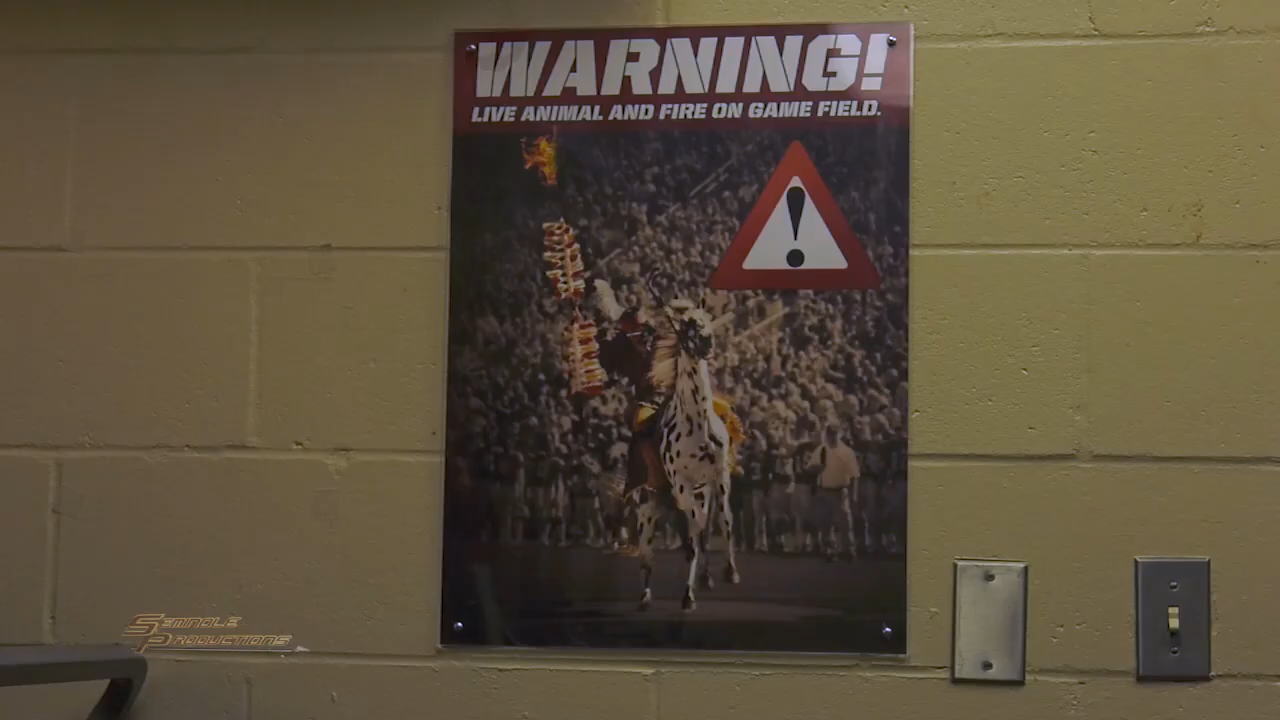 WARNING!
LIVE ANIMAL AND FIRE ON GAME FIELD.
!
SEMINOLE
PRODUCTIONS